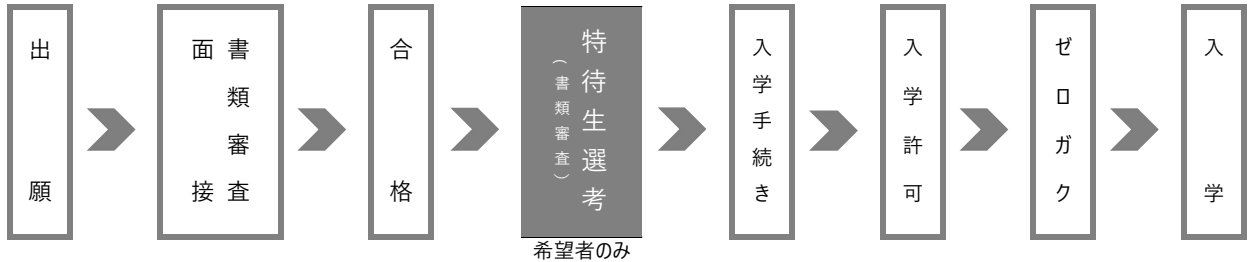 出願
書類審査
面接
合格
特待生選考
(書類審査)
希望者のみ
入学手続き
入学許可
ゼロガク
入学